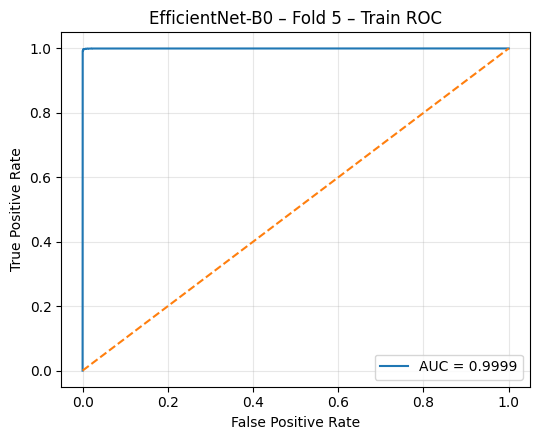 EfficientNet-B0 – Fold 5 – Train ROC
True Positive Rate
1.0
0.8
0.6
0.4
0.2
0.0
AUC = 0.9999
0.0 0.2 0.4 0.6 0.8 1.0
False Positive Rate